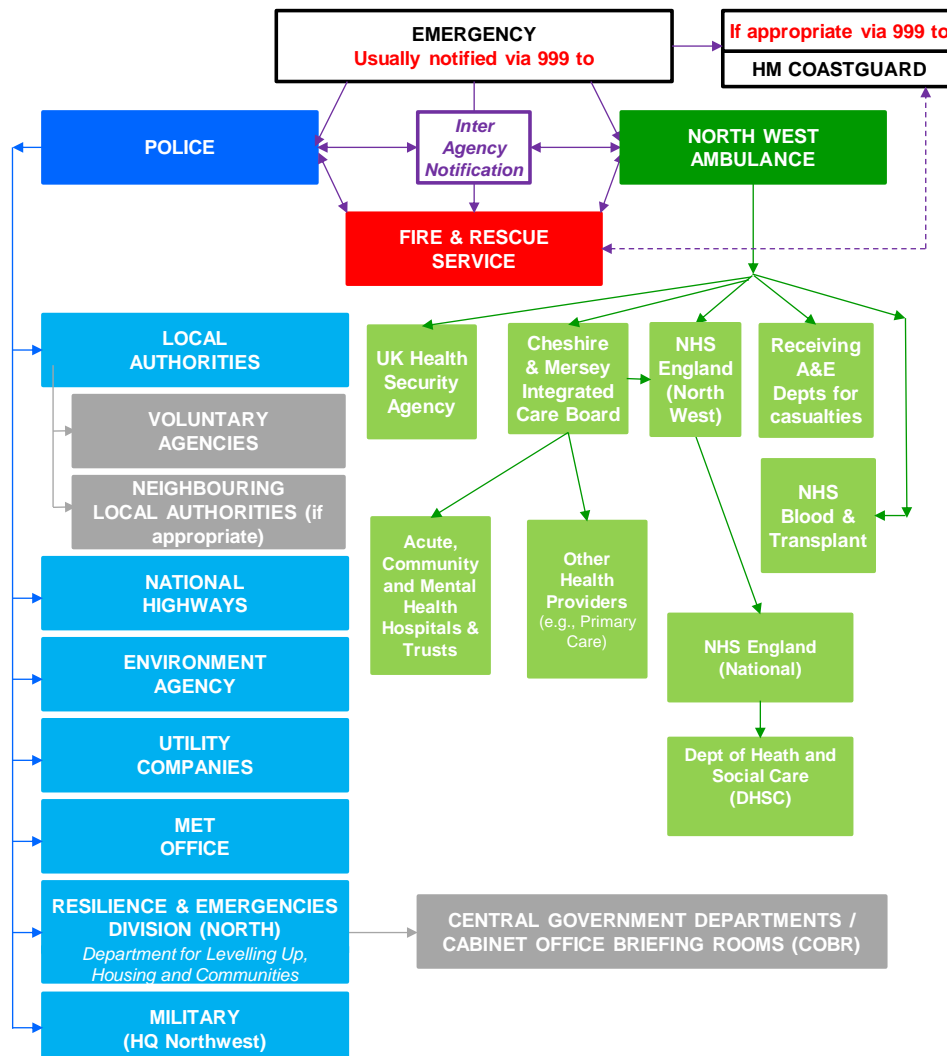 EMERGENCY
Usually notified via 999 to
If appropriate via 999 to
HM COASTGUARD
POLICE
Inter
Agency
Notification
NORTH WEST
AMBULANCE
FIRE & RESCUE
SERVICE
LOCAL
AUTHORITIES
VOLUNTARY
AGENCIES
NEIGHBOURING
LOCAL AUTHORITIES (if
appropriate)
NATIONAL
HIGHWAYS
ENVIRONMENT
AGENCY
UTILITY
COMPANIES
MET
OFFICE
RESILIENCE & EMERGENCIES
DIVISION (NORTH)
Department for Levelling Up,
Housing and Communities
MILITARY
(HQ Northwest)
UK Health
Security
Agency
Cheshire
& Mersey
Integrated
Care Board
NHS
England
(North
West)
Receiving
A&E
Depts for
casualties
NHS
Blood &
Transplant
Acute,
Community
and Mental
Health
Hospitals &
Trusts
Other
Health
Providers
(e.g., Primary
Care)
NHS England
(National)
Dept of Heath and
Social Care
(DHSC)
CENTRAL GOVERNMENT DEPARTMENTS /
CABINET OFFICE BRIEFING ROOMS (COBR)